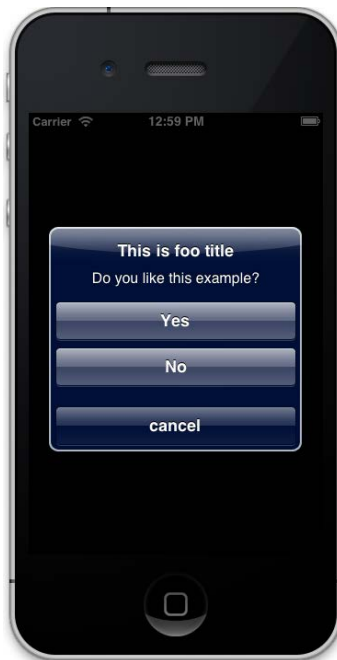 Carrier 12:59 PM
This is foo title
Do you like this example?
Yes
No
cancel